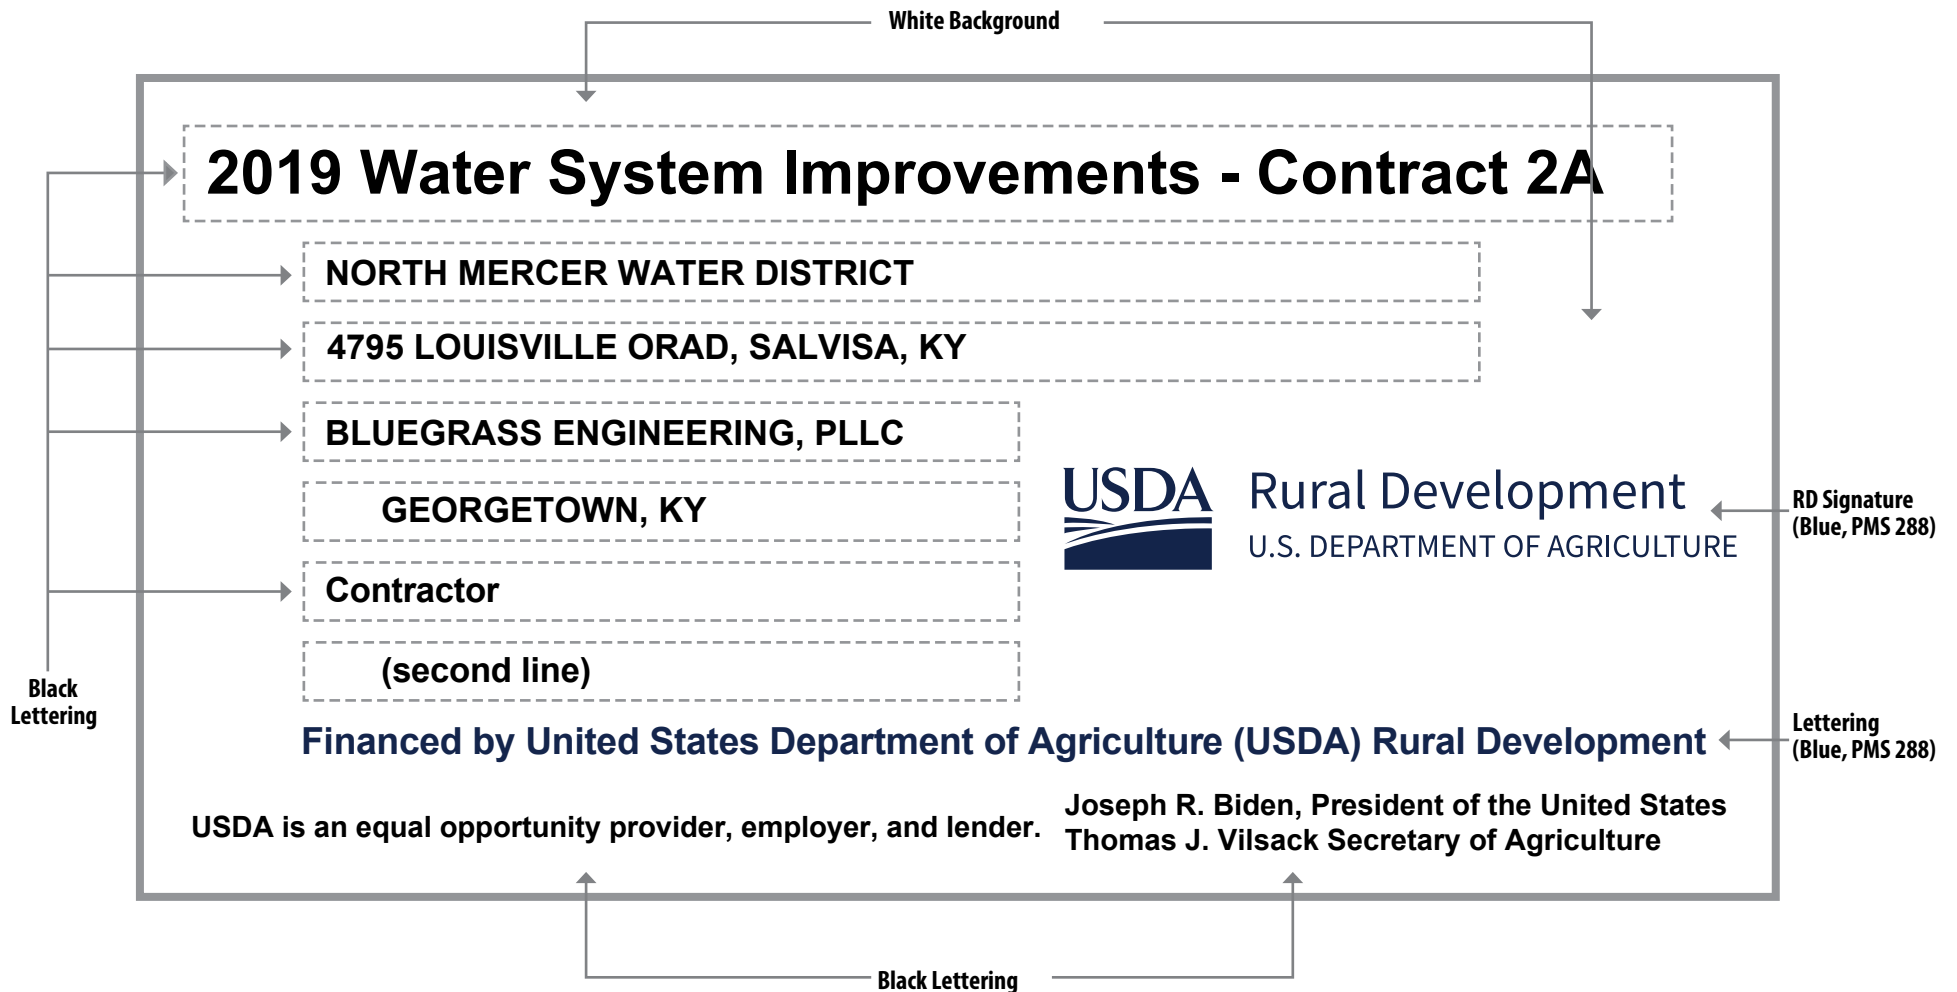 White Background
2019 Water System Improvements - Contract 2A
NORTH MERCER WATER DISTRICT
4795 LOUISVILLE ORAD, SALVISA, KY
BLUEGRASS ENGINEERING, PLLC
GEORGETOWN, KY
Contractor
(second line)
USDA Rural Development
U.S. DEPARTMENT OF AGRICULTURE
RD Signature
(Blue, PMS 288)
Black
Lettering
Financed by United States Department of Agriculture (USDA) Rural Development
Lettering
(Blue, PMS 288)
USDA is an equal opportunity provider, employer, and lender.
Joseph R. Biden, President of the United States
Thomas J. Vilsack Secretary of Agriculture
Black Lettering